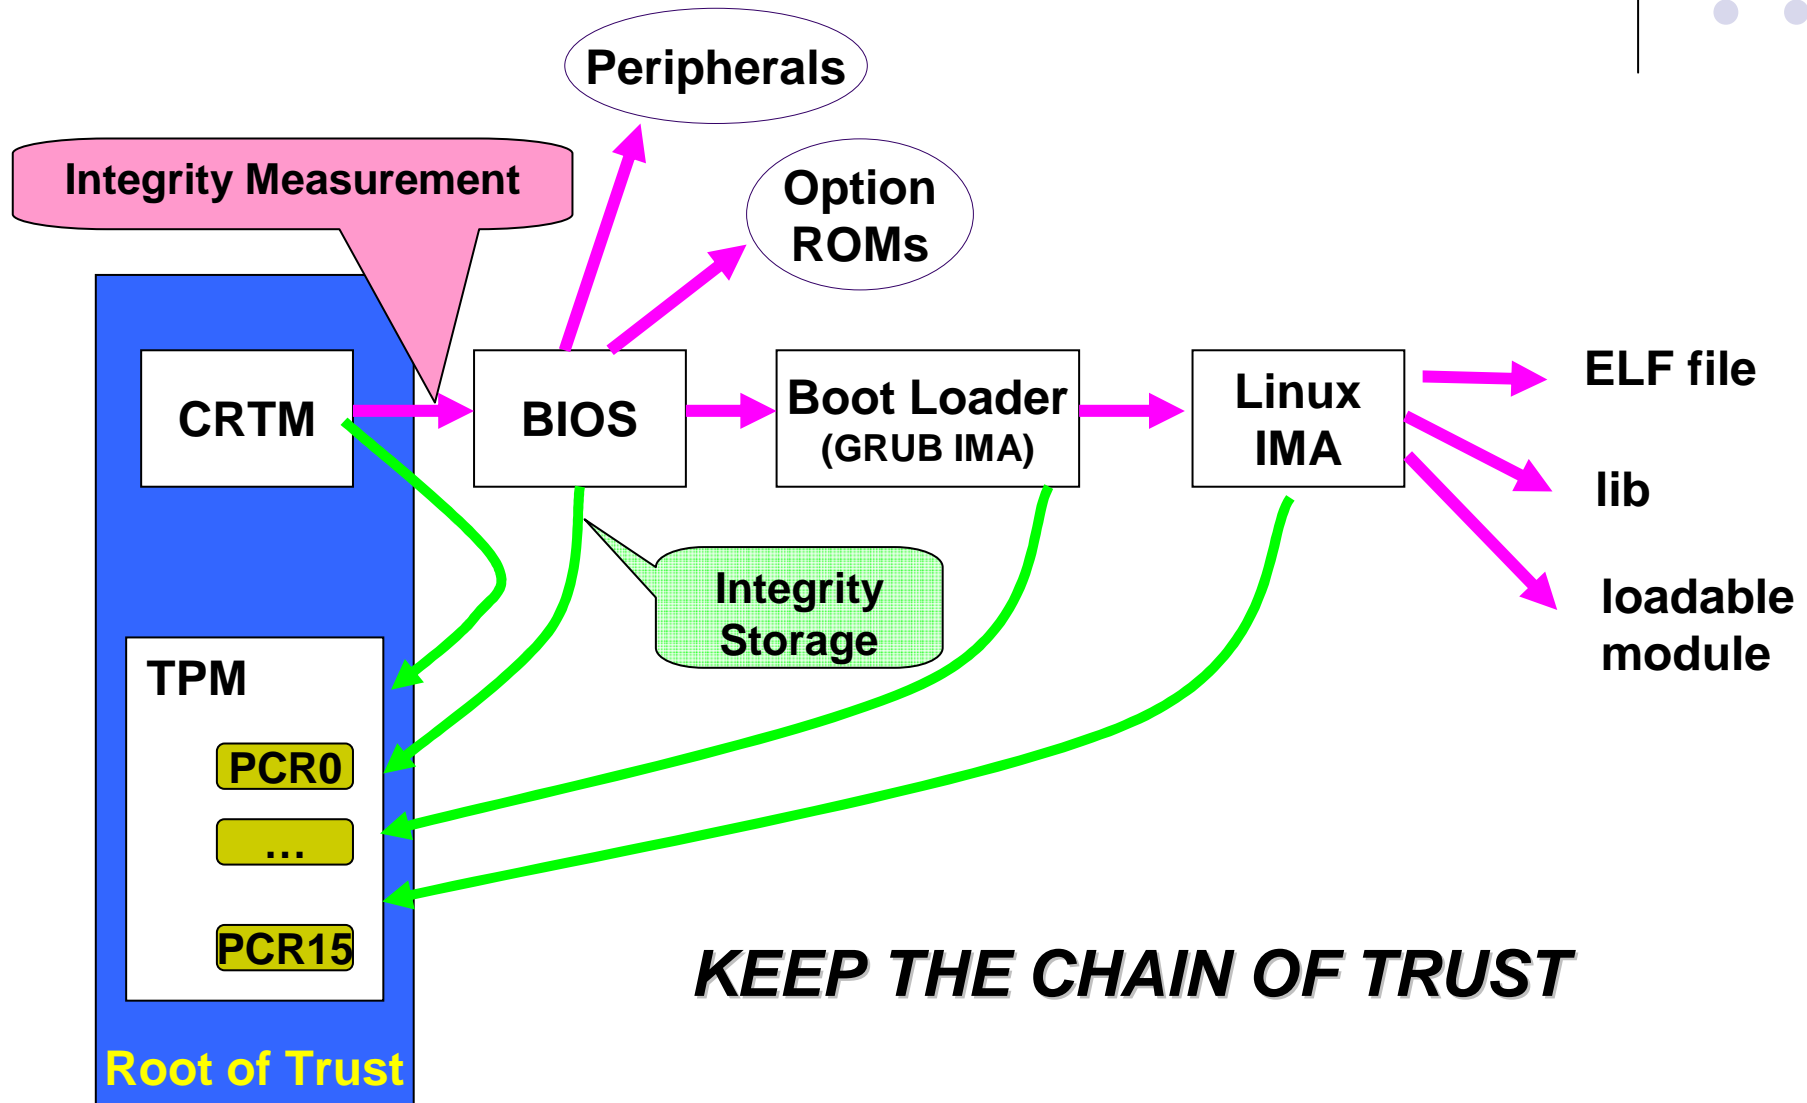 Peripherals
Integrity Measurement
Option
ROMs
CRTM
BIOS
Boot Loader
(GRUB IMA)
Linux
IMA
ELF file
lib
loadable
module
Integrity
Storage
TPM
PCR0
...
PCR15
KEEP THE CHAIN OF TRUST
Root of Trust